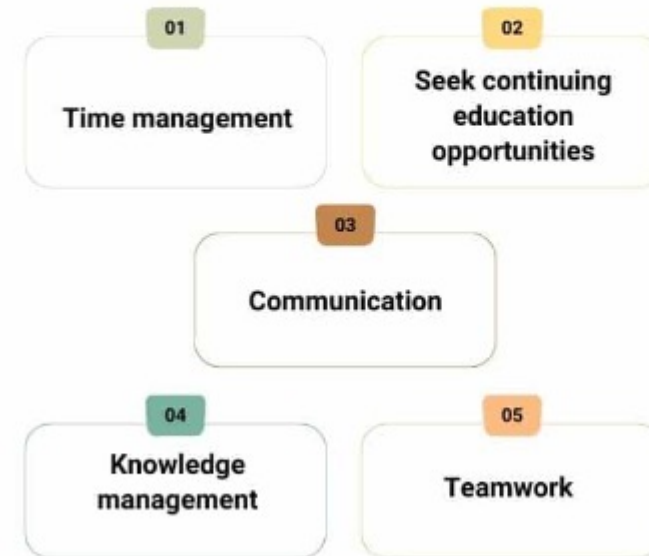 01
Time management
02
Seek continuing
education
opportunities
03
Communication
04
Knowledge
management
05
Teamwork